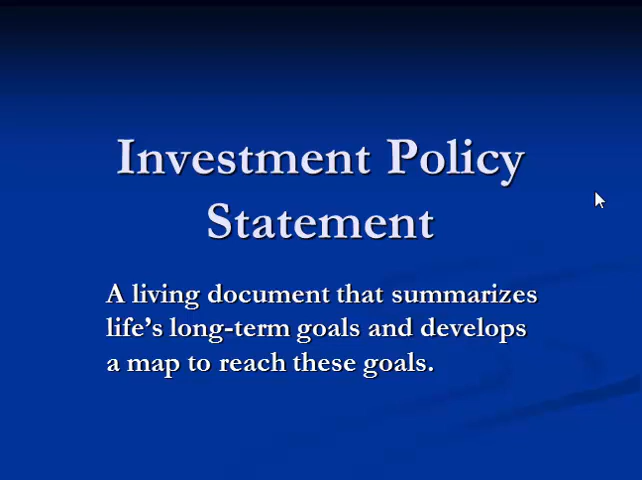 Investment Policy
Statement
A living document that summarizes
life’s long-term goals and develops
a map to reach these goals.